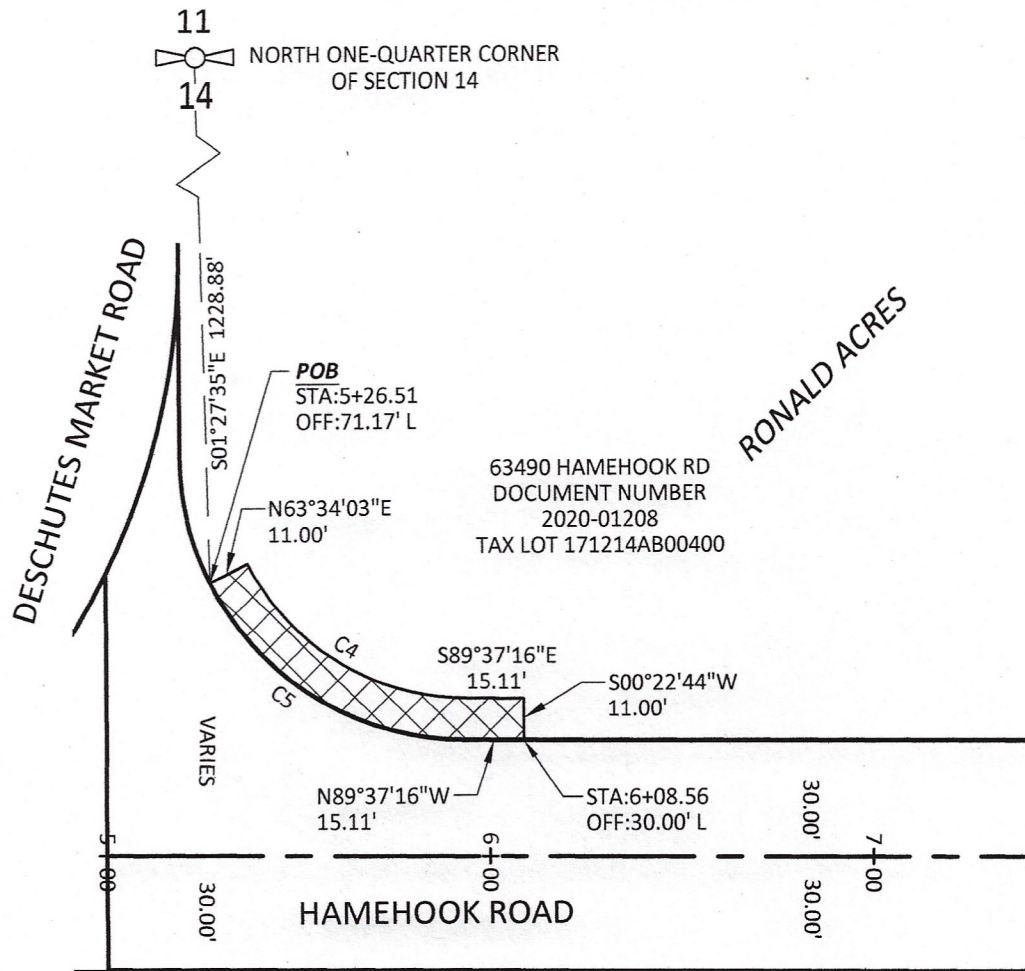 11
NORTH ONE-QUARTER CORNER
OF SECTION 14
14
DESCHUTES MARKET ROAD
S01°27'35"E 1228.88'
POB
STA:5+26.51
OFF:71.17' L
RONALD ACRES
63490 HAMEHOOK RD
DOCUMENT NUMBER
2020-01208
TAX LOT 171214AB00400
N63°34'03"E
11.00'
C4
S89°37'16"E
15.11'
S00°22'44"W
11.00'
C5
VARIES
N89°37'16"W
15.11'
STA:6+08.56
OFF:30.00' L
30.00'
5+00
6+00
7+00
30.00'
HAMEHOOK ROAD
30.00'